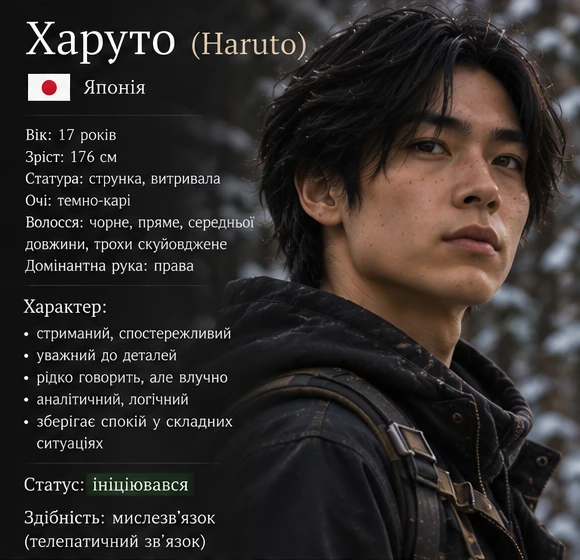 Харуто (Haruto)
Японія
Вік: 17 років
Зріст: 176 см
Статура: струнка, витривала
Очі: темно-карі
Волосся: чорне, пряме, середньої
довжини, трохи скуйовджене
Домінантна рука: права
Характер:
• стриманий, спостережливий
• уважний до деталей
• рідко говорить, але влучно
• аналітичний, логічний
• зберігає спокій у складних
ситуаціях
Статус: ініціювався
Здібність: мислезв'язок
(телепатичний зв'язок)